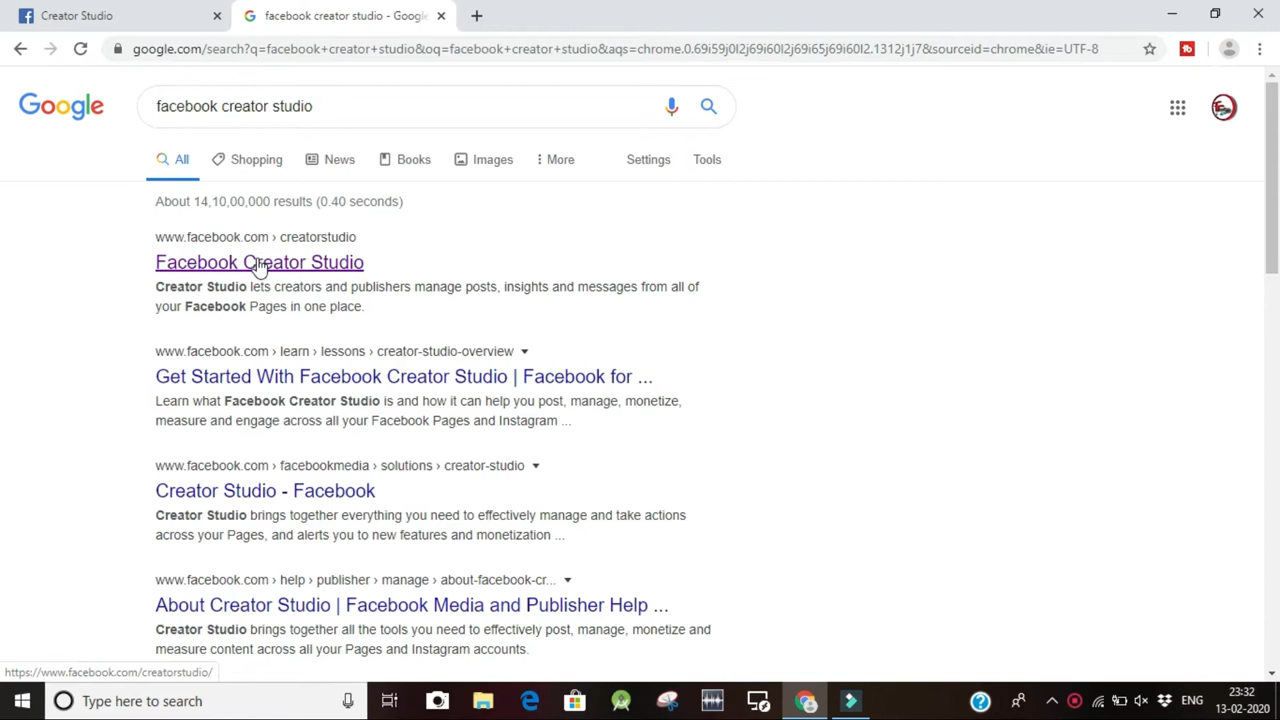 Creator Studio
facebook creator studio - Google
google.com/search?q=facebook+creator+studio&oq=facebook+creator+studio&aqs=chrome.0.69i59j0l2j69i60l2j69i65j69i60l2.1312j1j7&sourceid=chrome&ie=UTF-8
Google
facebook creator studio
All Shopping News Books Images More Settings Tools
About 14,10,00,000 results (0.40 seconds)
www.facebook.com › creatorstudio
Facebook Creator Studio
Creator Studio lets creators and publishers manage posts, insights and messages from all of
your Facebook Pages in one place.
www.facebook.com › learn › lessons › creator-studio-overview
Get Started With Facebook Creator Studio | Facebook for ...
Learn what Facebook Creator Studio is and how it can help you post, manage, monetize,
measure and engage across all your Facebook Pages and Instagram ...
www.facebook.com › facebookmedia › solutions › creator-studio
Creator Studio - Facebook
Creator Studio brings together everything you need to effectively manage and take actions
across your Pages, and alerts you to new features and monetization ...
www.facebook.com › help › publisher › manage › about-facebook-cr...
About Creator Studio | Facebook Media and Publisher Help ...
Creator Studio brings together all the tools you need to effectively post, manage, monetize and
measure content across all your Pages and Instagram accounts.
https://www.facebook.com/creatorstudio/
Type here to search
ENG
23:32
13-02-2020